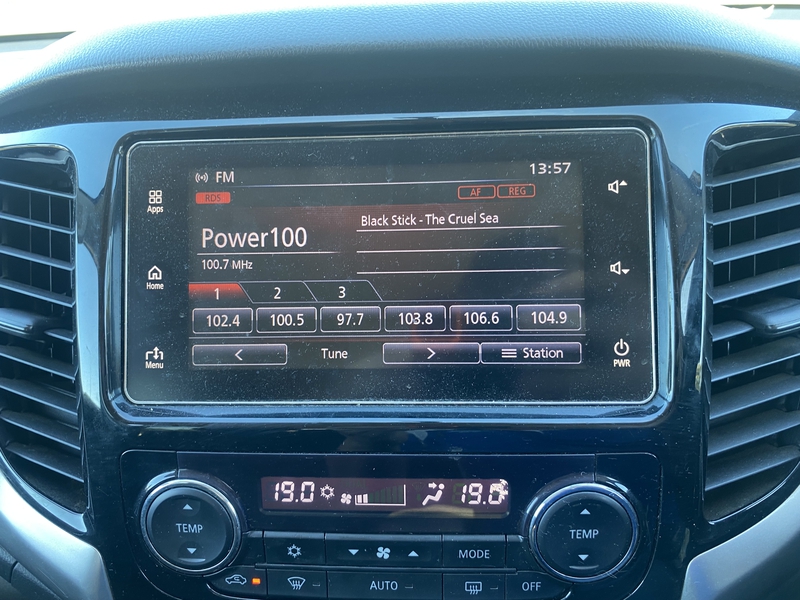 FM
13:57
RDS
AF REG
Apps
Black Stick - The Cruel Sea
Power100
100.7 MHz
Home
1 2 3
102.4 100.5 97.7 103.8 106.6 104.9
Menu
< Tune > Station
PWR
19.0 19.0
TEMP
TEMP
MODE
AUTO
OFF